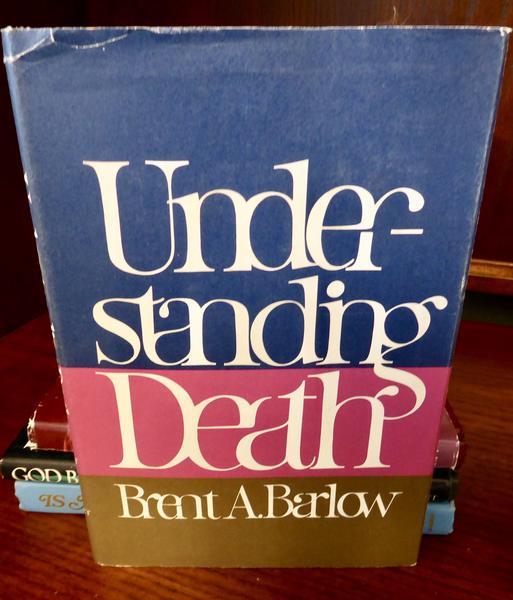 Under-
standing
Death
Brent A. Barlow
GOD
IS